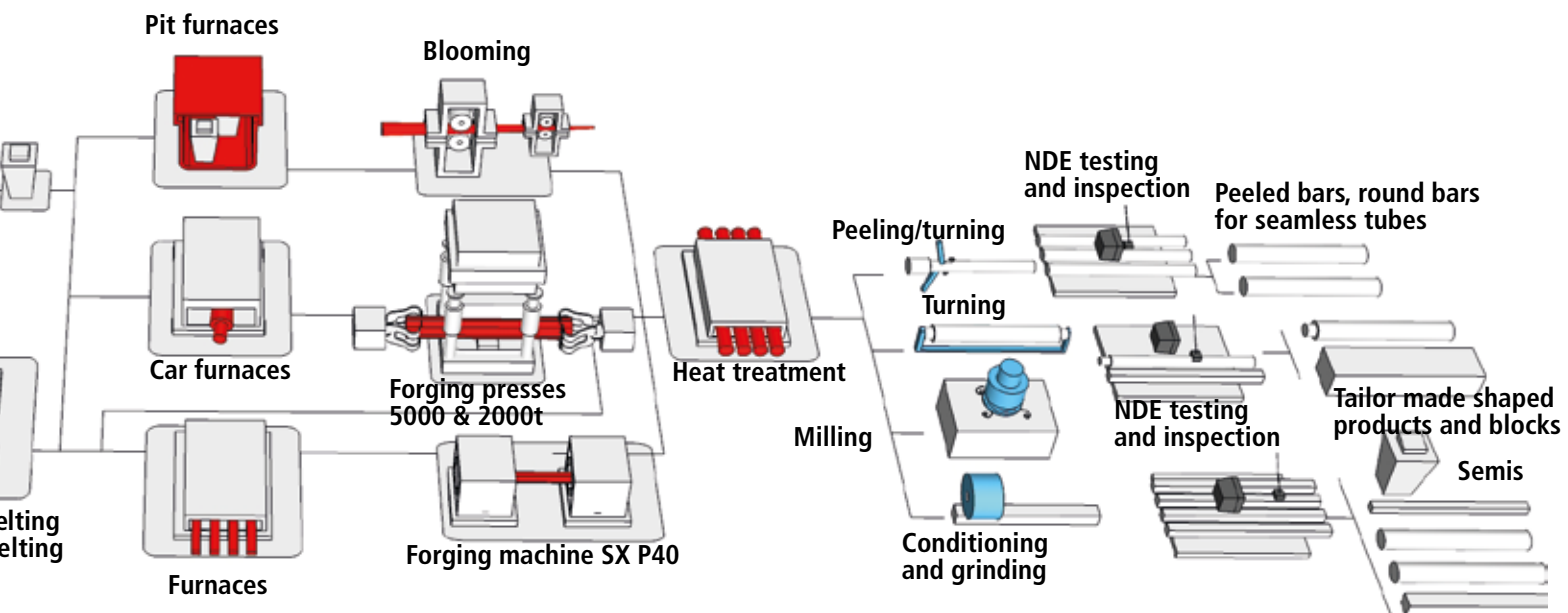 Pit furnaces
Blooming
NDE testing
and inspection
Peeled bars, round bars
for seamless tubes
Peeling/turning
Turning
Car furnaces
Forging presses
5000 & 2000t
Heat treatment
Milling
NDE testing
and inspection
Tailor made shaped
products and blocks
Semis
elting
elting
Forging machine SX P40
Conditioning
and grinding
Furnaces